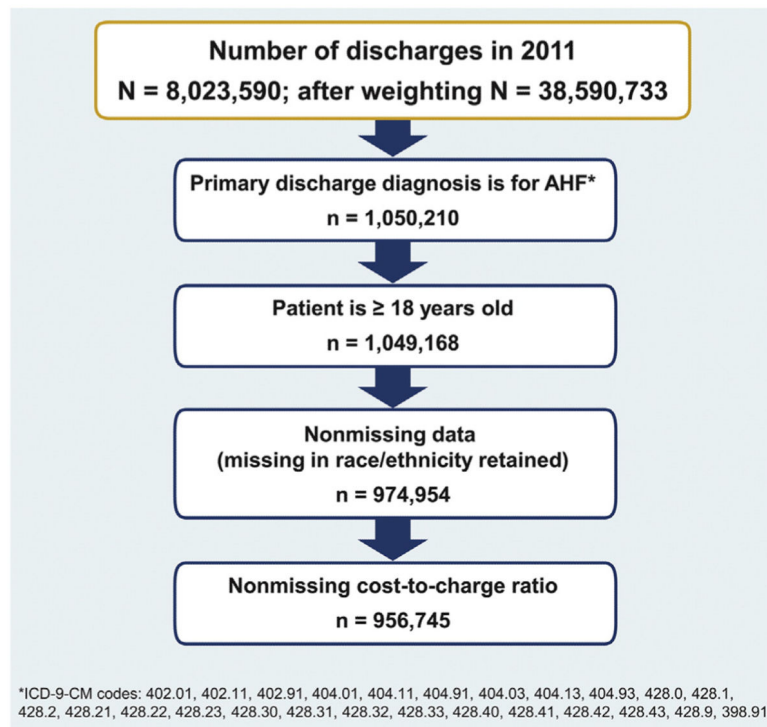 Number of discharges in 2011
N = 8,023,590; after weighting N = 38,590,733
Primary discharge diagnosis is for AHF*
n = 1,050,210
Patient is ≥ 18 years old
n = 1,049,168
Nonmissing data
(missing in race/ethnicity retained)
n = 974,954
Nonmissing cost-to-charge ratio
n = 956,745
*ICD-9-CM codes: 402.01, 402.11, 402.91, 404.01, 404.11, 404.91, 404.03, 404.13, 404.93, 428.0, 428.1,
428.2, 428.21, 428.22, 428.23, 428.30, 428.31, 428.32, 428.33, 428.40, 428.41, 428.42, 428.43, 428.9, 398.91